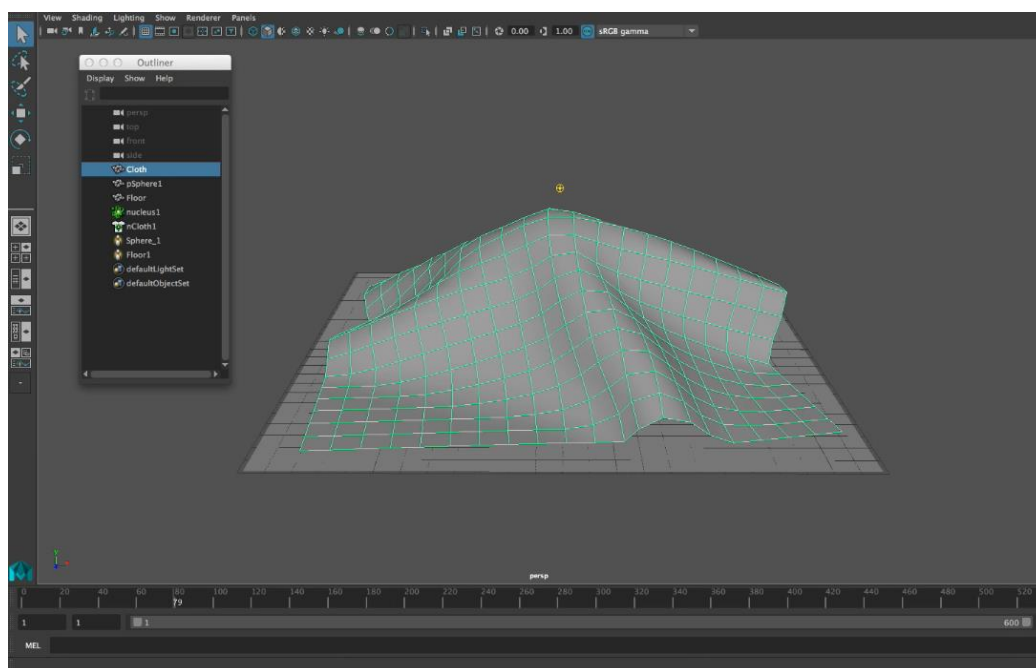 View Shading Lighting Show Renderer Panels
0.00 1.00 sRGB gamma
Outliner
Display Show Help
persp
top
front
side
Cloth
pSphere1
Floor
nucleus1
nCloth1
Sphere_1
Floor1
defaultLightSet
defaultObjectSet
persp
0 20 40 60 80 100 120 140 160 180 200 220 240 260 280 300 320 340 360 380 400 420 440 460 480 500 520
79
1 1 1 600
MEL